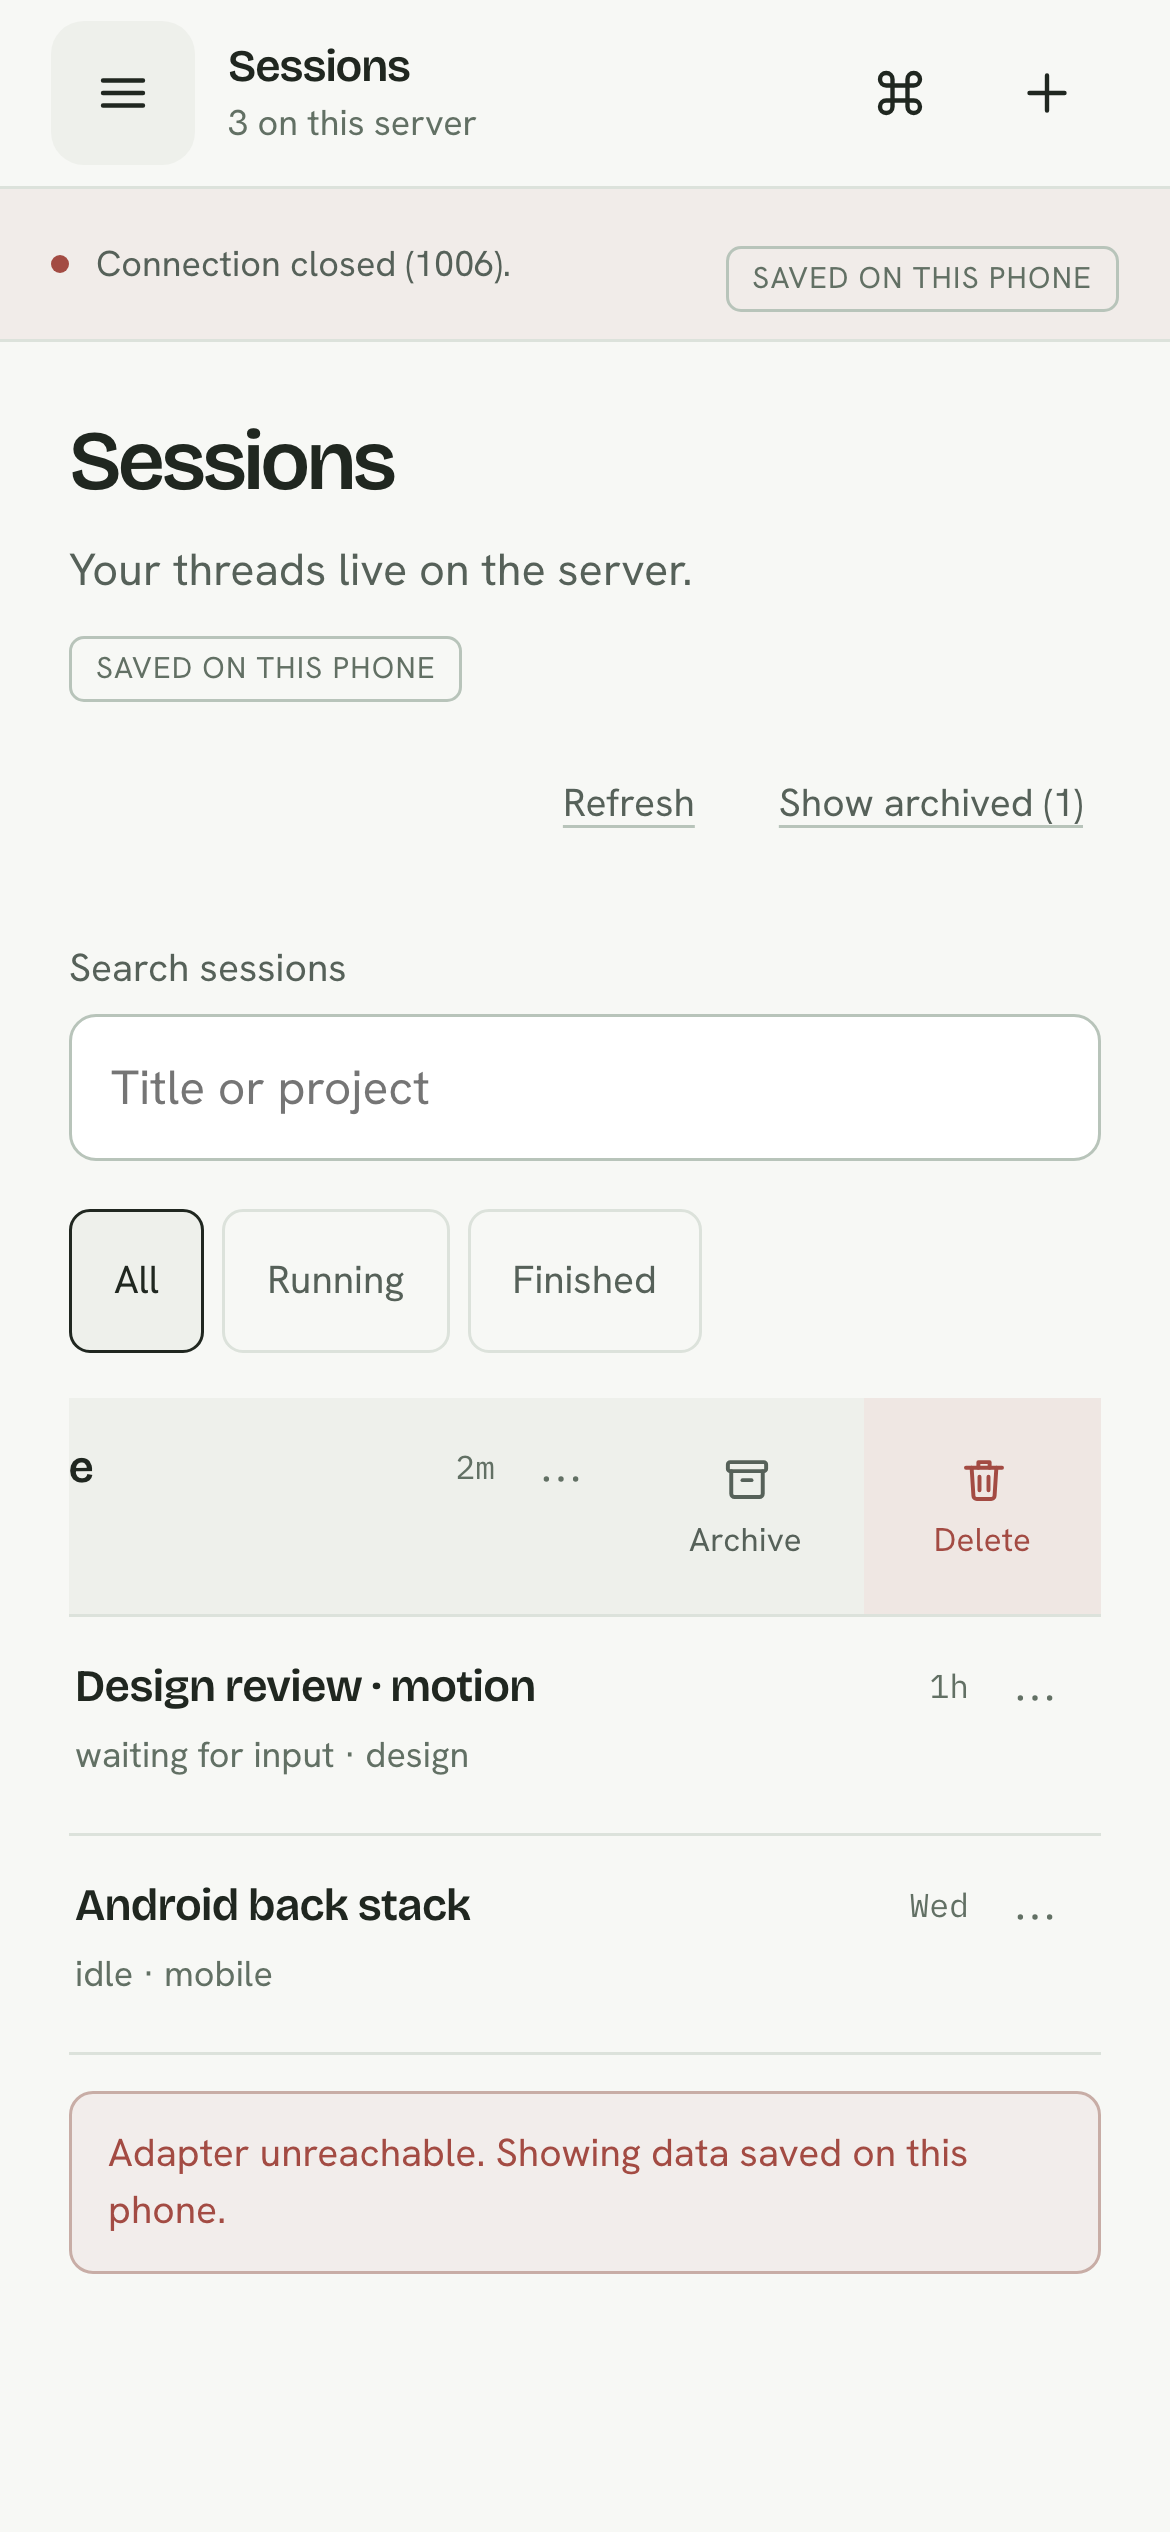 Sessions
3 on this server
Connection closed (1006).
SAVED ON THIS PHONE
Sessions
Your threads live on the server.
SAVED ON THIS PHONE
Refresh
Show archived (1)
Search sessions
Title or project
All
Running
Finished
e
2m
...
Archive
Delete
Design review · motion
1h
...
waiting for input · design
Android back stack
Wed
...
idle · mobile
Adapter unreachable. Showing data saved on this
phone.